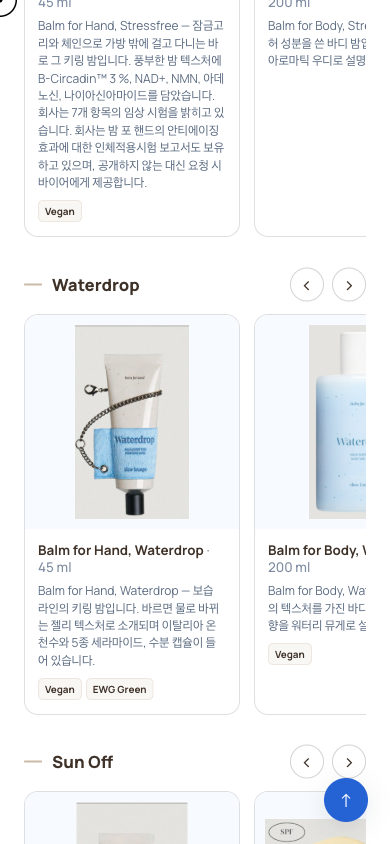 45 ml
200 ml
Balm for Hand, Stressfree — 잠금고
리와 체인으로 가방 밖에 걸고 다니는 바
로 그 키링 밤입니다. 풍부한 밤 텍스처에
B-Circadin™ 3 %, NAD+, NMN, 아데
노신, 나이아신아마이드를 담았습니다.
회사는 7개 항목의 임상 시험을 밝히고 있
습니다. 회사는 밤 포 핸드의 안티에이징
효과에 대한 인체적용시험 보고서도 보유
하고 있으며, 공개하지 않는 대신 요청 시
바이어에게 제공합니다.
Vegan
Balm for Body, Stre
허 성분을 쓴 바디 밤입
아로마틱 우디로 설명
Waterdrop
Waterdrop
Balm for Hand, Waterdrop ·
45 ml
Balm for Hand, Waterdrop — 보습
라인의 키링 밤입니다. 바르면 물로 바뀌
는 젤리 텍스처로 소개되며 이탈리아 온
천수와 5종 세라마이드, 수분 캡슐이 들
어 있습니다.
Vegan
EWG Green
Water
Balm for Body, W
200 ml
Balm for Body, Wat
의 텍스처를 가진 바디
향을 워터리 뮤게로 설
Vegan
Sun Off
SPF